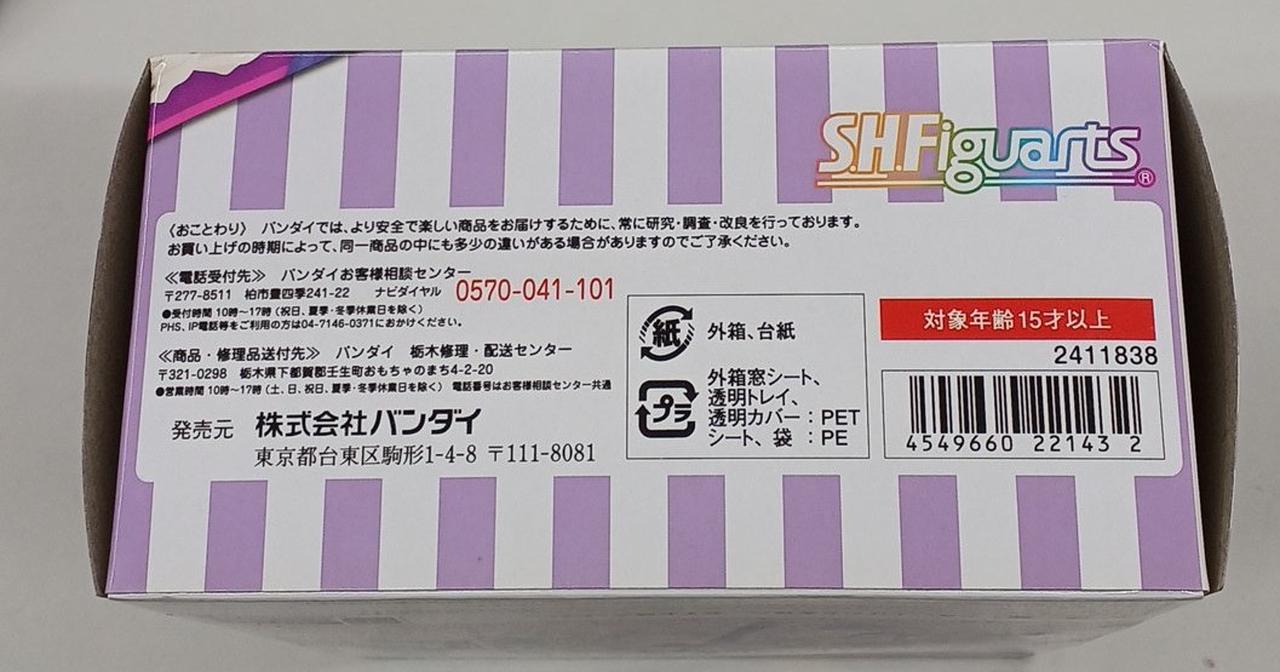 S.H.Figuarts®
〈おことわり〉 バンダイでは、より安全で楽しい商品をお届けするために、常に研究・調査・改良を行っております。
お買い上げの時期によって、同一商品の中にも多少の違いがある場合がありますのでご了承ください。
≪電話受付先≫ バンダイお客様相談センター
〒277-8511 柏市豊四季241-22 ナビダイヤル 0570-041-101
●受付時間 10時〜17時(祝日、夏季・冬季休業日を除く)
PHS、IP電話等をご利用の方は04-7146-0371におかけください。
≪商品・修理品送付先≫ バンダイ 栃木修理・配送センター
〒321-0298 栃木県下都賀郡壬生町おもちゃのまち4-2-20
●営業時間 10時〜17時(土、日、祝日、夏季・冬季休業日を除く) 電話番号はお客様相談センター共通
発売元 株式会社バンダイ
東京都台東区駒形1-4-8 〒111-8081
紙 外箱、台紙
プラ 外箱窓シート、
透明トレイ、
透明カバー:PET
シート、袋:PE
対象年齢15才以上
2411838
4549660 22143 2